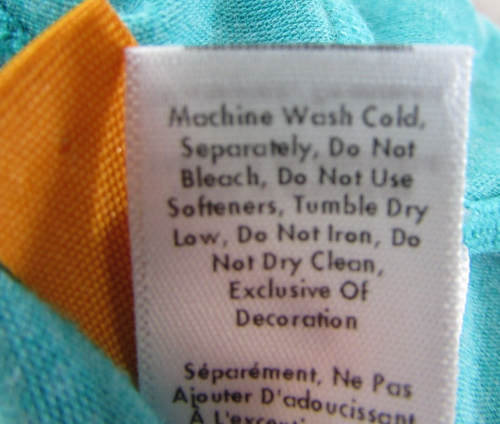 Machine Wash Cold,
Separately, Do Not
Bleach, Do Not Use
Softeners, Tumble Dry
Low, Do Not Iron, Do
Not Dry Clean,
Exclusive Of
Decoration
Séparément, Ne Pas
Ajouter D'adoucissant
À L'excepti